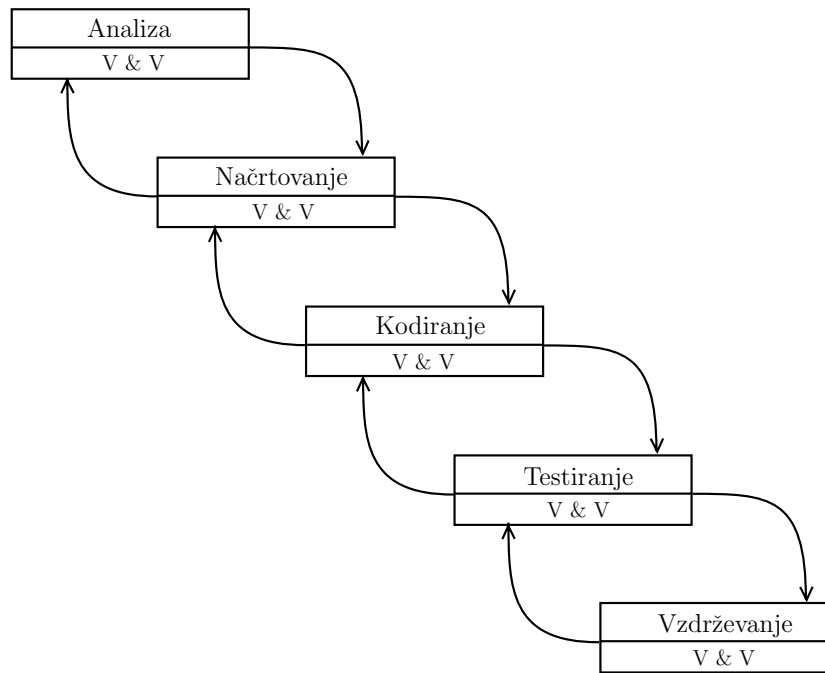 Analiza
V & V
Načrtovanje
V & V
Kodiranje
V & V
Testiranje
V & V
Vzdrževanje
V & V